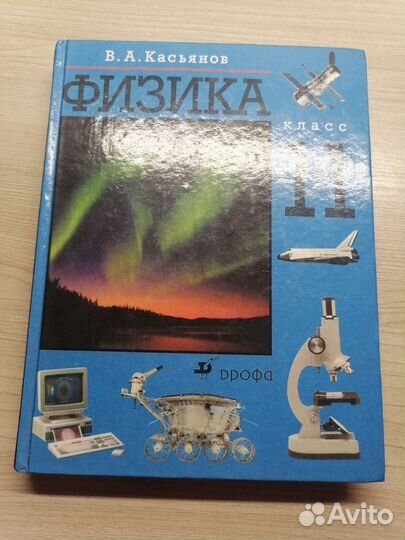 В. А. Касьянов
ФИЗИКА
класс
11
Дрофа
Avito